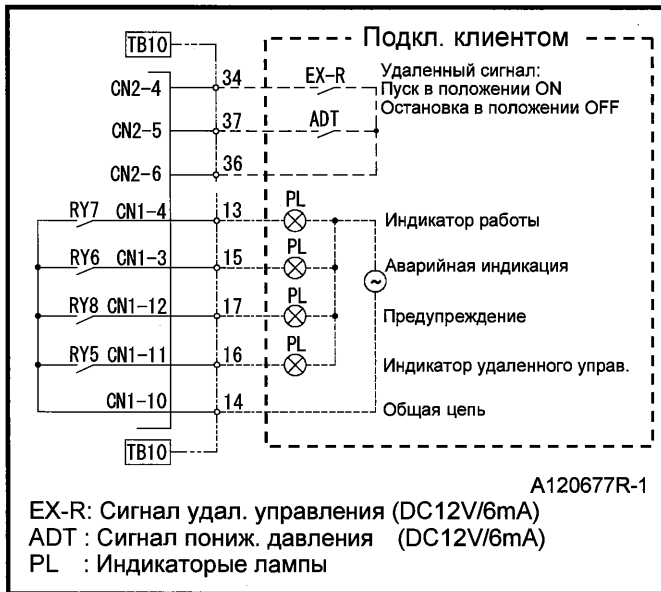 TB10
Подкл. клиентом
CN2-4 34 EX-R
Удаленный сигнал:
Пуск в положении ON
Остановка в положении OFF
CN2-5 37 ADT
CN2-6 36
RY7 CN1-4 13 PL Индикатор работы
RY6 CN1-3 15 PL Аварийная индикация
RY8 CN1-12 17 PL Предупреждение
RY5 CN1-11 16 PL Индикатор удаленного управ.
CN1-10 14 Общая цепь
TB10
A120677R-1
EX-R: Сигнал удал. управления (DC12V/6mA)
ADT : Сигнал пониж. давления (DC12V/6mA)
PL : Индикаторые лампы